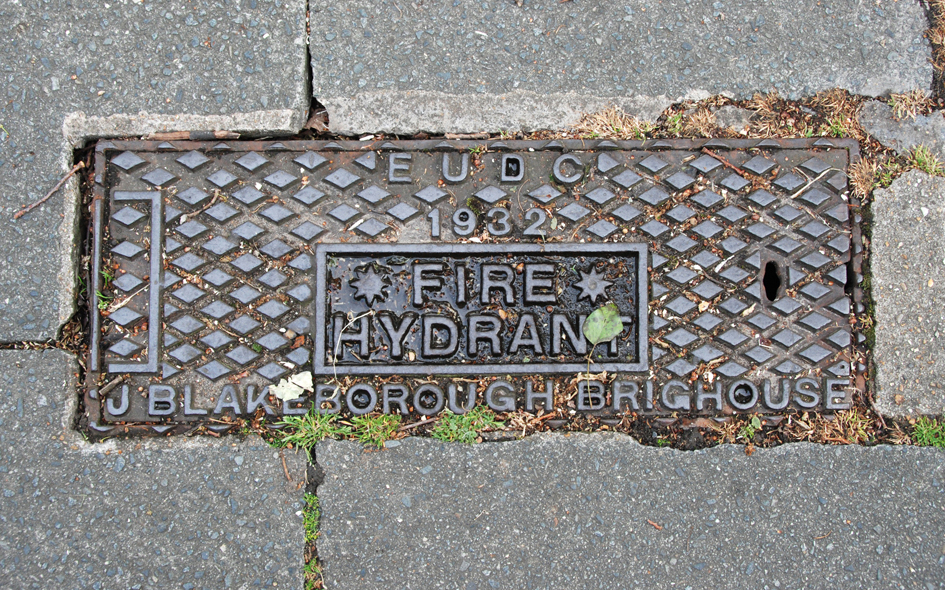 EUDC
1932
FIRE
HYDRANT
J BLAKEBOROUGH BRIGHOUSE